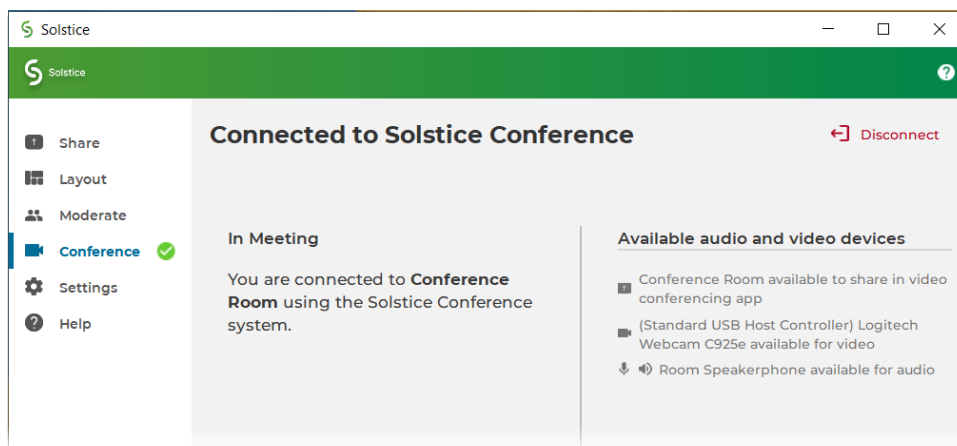 Solstice
Solstice
Share
Layout
Moderate
Conference
Settings
Help
Connected to Solstice Conference
Disconnect
In Meeting
You are connected to Conference
Room using the Solstice Conference
system.
Available audio and video devices
Conference Room available to share in video
conferencing app
(Standard USB Host Controller) Logitech
Webcam C925e available for video
Room Speakerphone available for audio